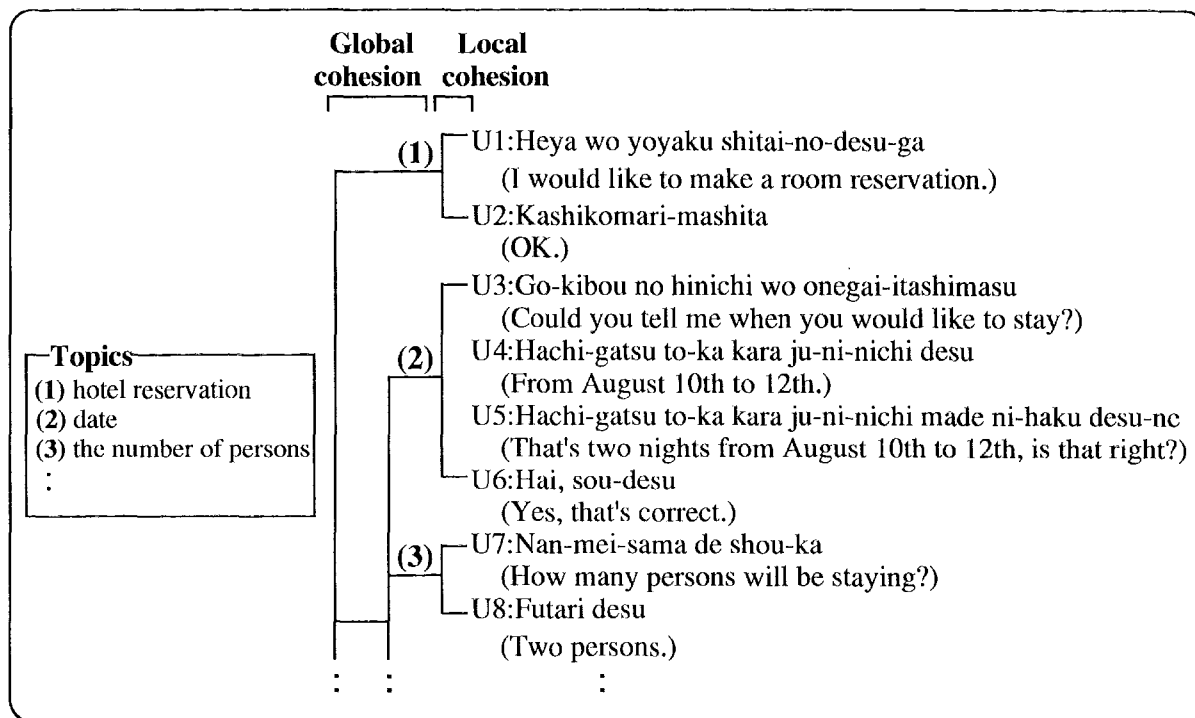 Global Local
cohesion cohesion
(1)
U1:Heya wo yoyaku shitai-no-desu-ga
(I would like to make a room reservation.)
U2:Kashikomari-mashita
(OK.)
U3:Go-kibou no hinichi wo onegai-itashimasu
(Could you tell me when you would like to stay?)
(2)
U4:Hachi-gatsu to-ka kara ju-ni-nichi desu
(From August 10th to 12th.)
U5:Hachi-gatsu to-ka kara ju-ni-nichi made ni-haku desu-nc
(That's two nights from August 10th to 12th, is that right?)
U6:Hai, sou-desu
(Yes, that's correct.)
(3)
U7:Nan-mei-sama de shou-ka
(How many persons will be staying?)
U8:Futari desu
(Two persons.)
: : :
Topics
(1) hotel reservation
(2) date
(3) the number of persons
: